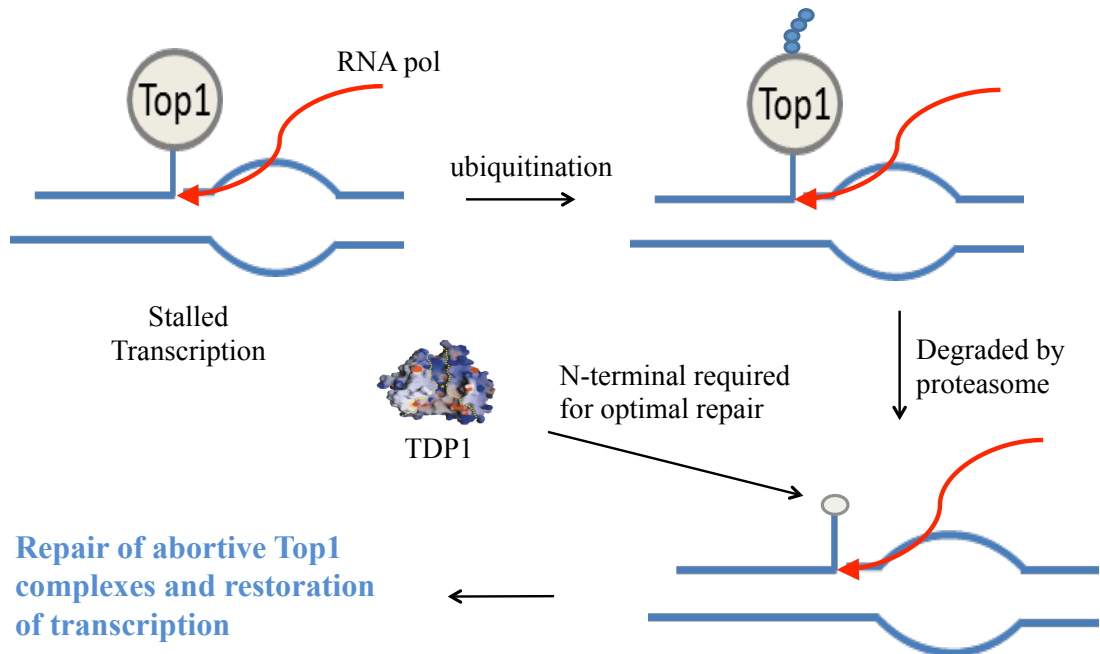 RNA pol
Top1
Top1
ubiquitination
Stalled
Transcription
Degraded by
proteasome
N-terminal required
for optimal repair
TDP1
Repair of abortive Top1
complexes and restoration
of transcription